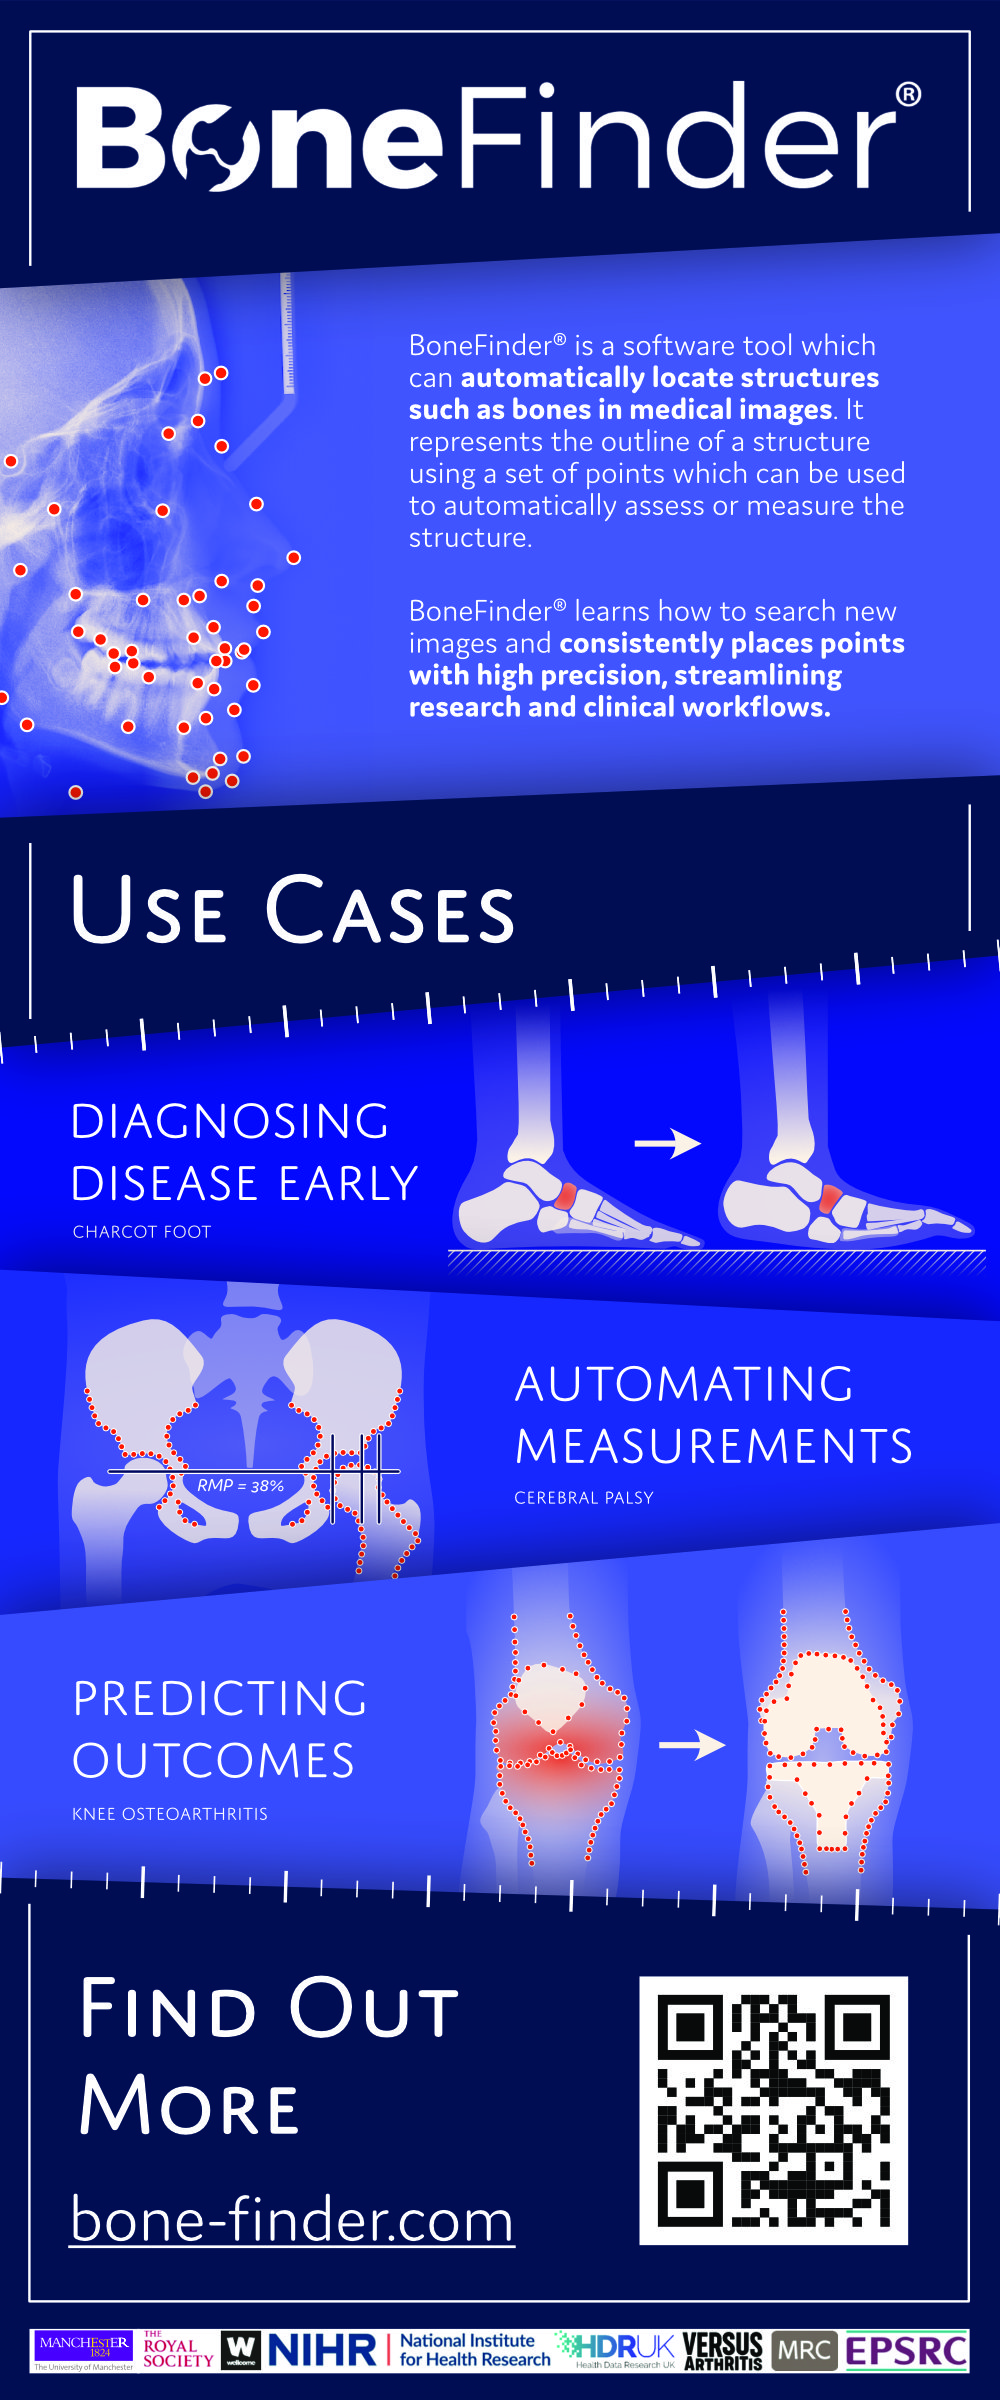 BoneFinder®
BoneFinder® is a software tool which
can automatically locate structures
such as bones in medical images. It
represents the outline of a structure
using a set of points which can be used
to automatically assess or measure the
structure.
BoneFinder® learns how to search new
images and consistently places points
with high precision, streamlining
research and clinical workflows.
USE CASES
DIAGNOSING
DISEASE EARLY
CHARCOT FOOT
RMP = 38%
AUTOMATING
MEASUREMENTS
CEREBRAL PALSY
PREDICTING
OUTCOMES
KNEE OSTEOARTHRITIS
FIND OUT
MORE
bone-finder.com
MANCHESTER
1824
The University of Manchester
THE
ROYAL
SOCIETY
W
wellcome
NIHR | National Institute
for Health Research
HDRUK
Health Data Research UK
VERSUS
ARTHRITIS
MRC
EPSRC